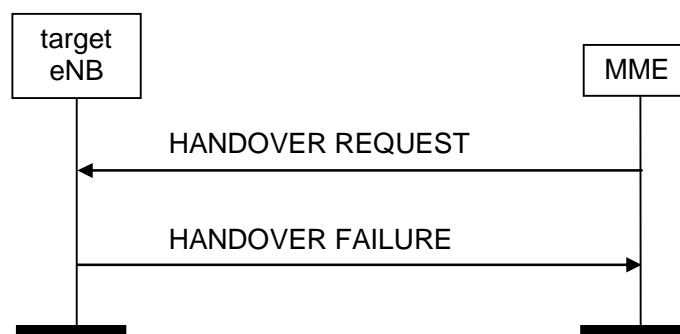 target
eNB
MME
HANDOVER REQUEST
HANDOVER FAILURE